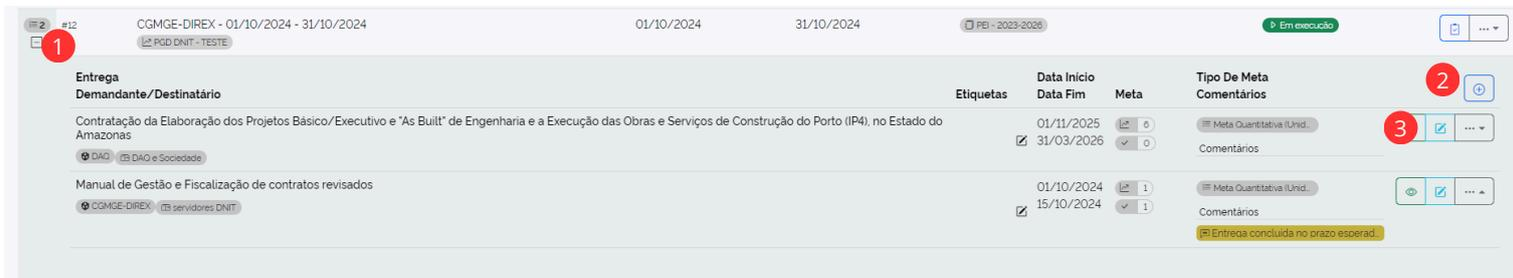 2 #12 CGMGE-DIREX - 01/10/2024 - 31/10/2024 01/10/2024 31/10/2024 PEI - 2023-2026 Em execução
1 PGD DNIT - TESTE
Entrega Data Início Tipo De Meta 2
Demandante/Destinatário Etiquetas Data Fim Meta Comentários
Contratação da Elaboração dos Projetos Básico/Executivo e "As Built" de Engenharia e a Execução das Obras e Serviços de Construção do Porto (IP4), no Estado do 01/11/2025 6 Meta Quantitativa (Unid... 3
Amazonas 31/03/2026 0 Comentários
DAQ DAQ e Sociedade
Manual de Gestão e Fiscalização de contratos revisados 01/10/2024 1 Meta Quantitativa (Unid...
CGMGE-DIREX servidores DNIT 15/10/2024 1 Comentários
Entrega concluida no prazo esperad...